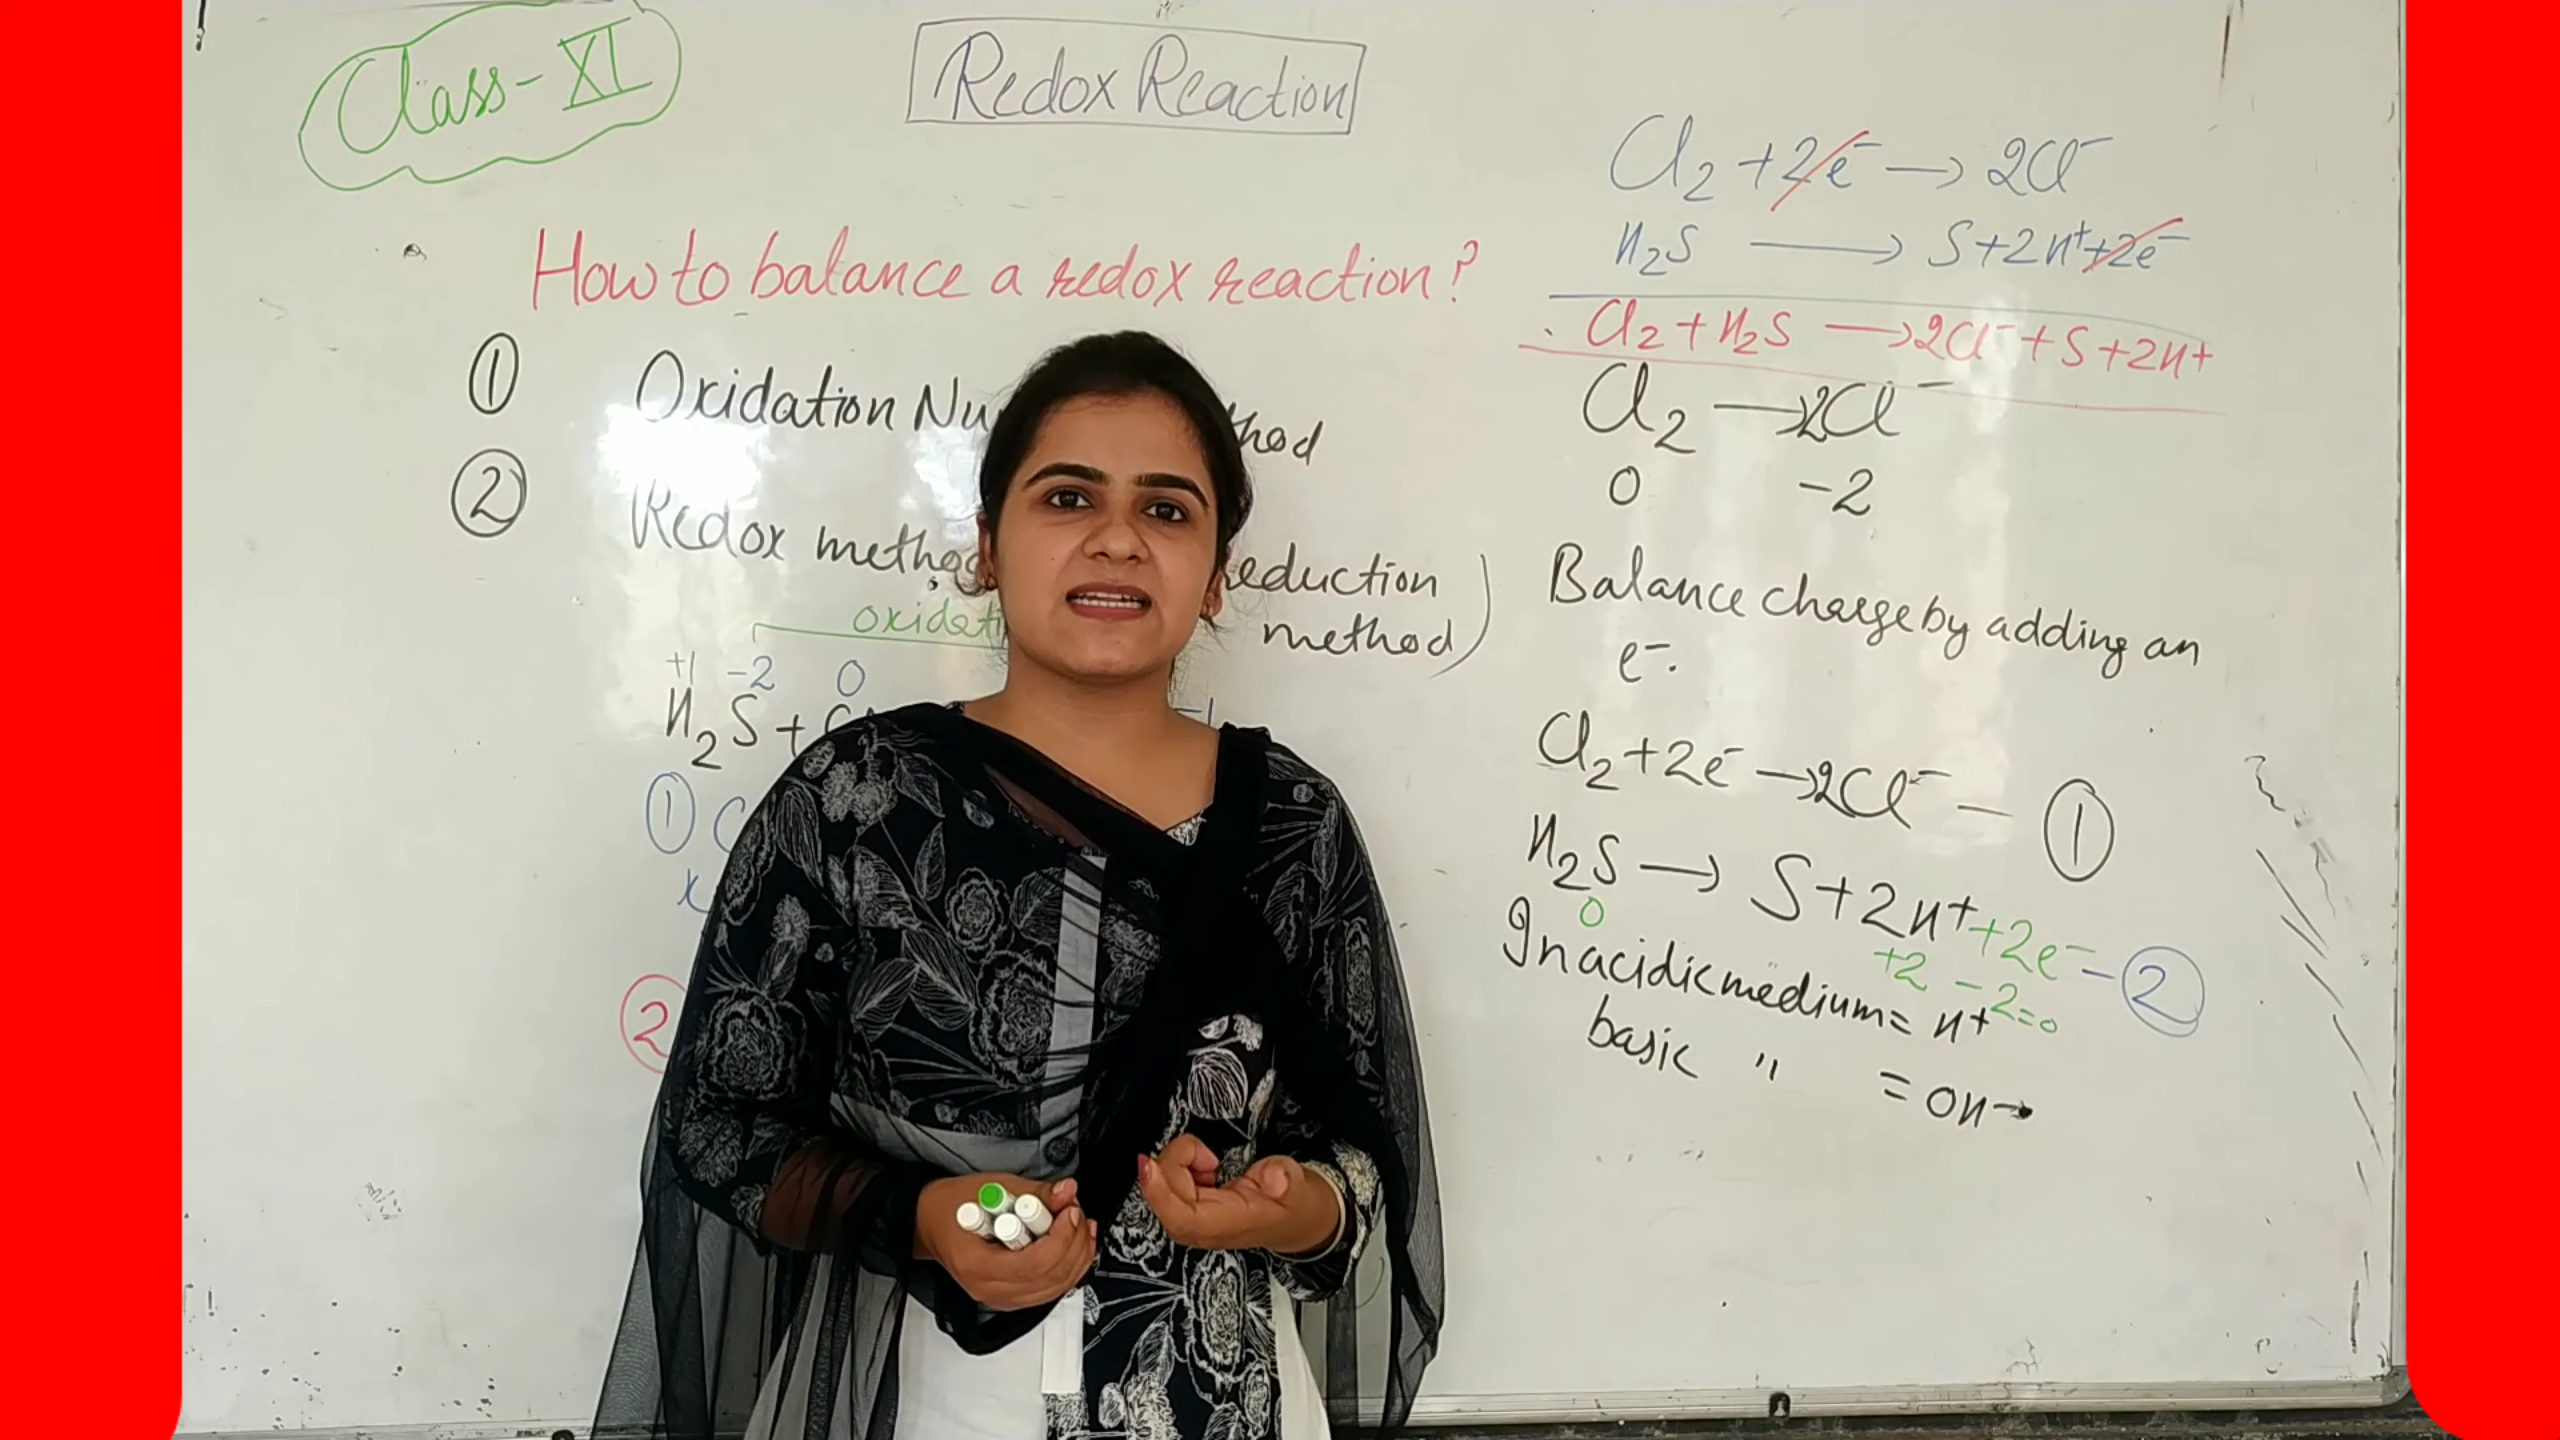 Class-XI
Redox Reaction
How to balance a redox reaction?
① Oxidation Nu thod
② Redox method eduction
method)
oxidati
+1 -2 0
H₂S +
-1
①
x
②
Cl₂ + 2e⁻ → 2Cl⁻
H₂S → S + 2H⁺ + 2e⁻
Cl₂ + H₂S → 2Cl⁻ + S + 2H⁺
Cl₂ → 2Cl⁻
0 -2
Balance charge by adding an
e⁻.
Cl₂ + 2e⁻ → 2Cl⁻ — ①
H₂S → S + 2H⁺ + 2e⁻ - ②
0 +2 -2=0
In acidic medium = H⁺
basic " = OH⁻